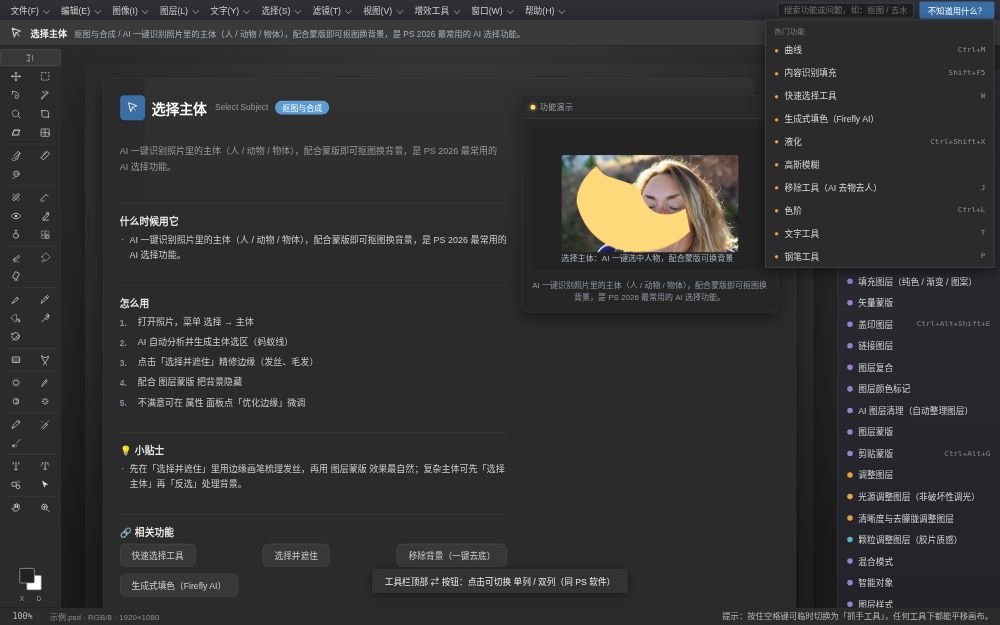 文件(F) 编辑(E) 图像(I) 图层(L) 文字(Y) 选择(S) 滤镜(T) 视图(V) 增效工具 窗口(W) 帮助(H) 搜索功能或问题，如：抠图 / 去水 不知道用什么?
选择主体 抠图与合成 / AI 一键识别照片里的主体（人 / 动物 / 物体），配合蒙版即可抠图换背景，是 PS 2026 最常用的 AI 选择功能。
热门功能
曲线 Ctrl+M
内容识别填充 Shift+F5
快速选择工具 W
生成式填色（Firefly AI）
液化 Ctrl+Shift+X
高斯模糊
移除工具（AI 去物去人） J
色阶 Ctrl+L
文字工具 T
钢笔工具 P
选择主体 Select Subject 抠图与合成
AI 一键识别照片里的主体（人 / 动物 / 物体），配合蒙版即可抠图换背景，是 PS 2026 最常用的
AI 选择功能。
什么时候用它
· AI 一键识别照片里的主体（人 / 动物 / 物体），配合蒙版即可抠图换背景，是 PS 2026 最常用的
AI 选择功能。
怎么用
1. 打开照片，菜单 选择 → 主体
2. AI 自动分析并生成主体选区（蚂蚁线）
3. 点击「选择并遮住」精修边缘（发丝、毛发）
4. 配合 图层蒙版 把背景隐藏
5. 不满意可在 属性 面板点「优化边缘」微调
💡 小贴士
· 先在「选择并遮住」里用边缘画笔梳理发丝，再用 图层蒙版 效果最自然；复杂主体可先「选择
主体」再「反选」处理背景。
🔗 相关功能
快速选择工具 选择并遮住 移除背景（一键去底）
生成式填色（Firefly AI）
功能演示
选择主体：AI 一键选中人物，配合蒙版可换背景
AI 一键识别照片里的主体（人 / 动物 / 物体），配合蒙版即可抠图换
背景，是 PS 2026 最常用的 AI 选择功能。
填充图层（纯色 / 渐变 / 图案）
矢量蒙版
盖印图层 Ctrl+Alt+Shift+E
链接图层
图层复合
图层颜色标记
AI 图层清理（自动整理图层）
图层蒙版
剪贴蒙版 Ctrl+Alt+G
调整图层
光源调整图层（非破坏性调光）
清晰度与去朦胧调整图层
颗粒调整图层（胶片质感）
混合模式
智能对象
图层样式
工具栏顶部 ⇄ 按钮：点击可切换 单列 / 双列（同 PS 软件）
X D
100% 示例.psd · RGB/8 · 1920×1080 提示：按住空格键可临时切换为「抓手工具」，任何工具下都能平移画布。